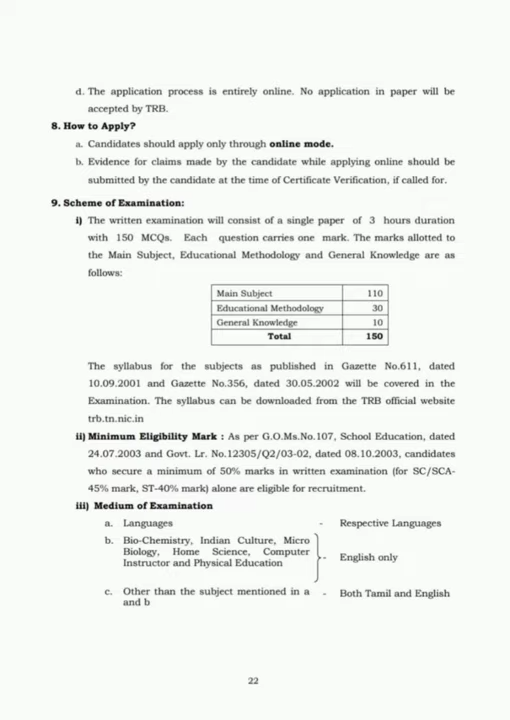 d. The application process is entirely online. No application in paper will be
accepted by TRB.
8. How to Apply?
a. Candidates should apply only through online mode.
b. Evidence for claims made by the candidate while applying online should be
submitted by the candidate at the time of Certificate Verification, if called for.
9. Scheme of Examination:
i) The written examination will consist of a single paper of 3 hours duration
with 150 MCQs. Each question carries one mark. The marks allotted to
the Main Subject, Educational Methodology and General Knowledge are as
follows:
Main Subject 110
Educational Methodology 30
General Knowledge 10
Total 150
The syllabus for the subjects as published in Gazette No.611, dated
10.09.2001 and Gazette No.356, dated 30.05.2002 will be covered in the
Examination. The syllabus can be downloaded from the TRB official website
trb.tn.nic.in
ii) Minimum Eligibility Mark : As per G.O.Ms.No.107, School Education, dated
24.07.2003 and Govt. Lr. No.12305/Q2/03-02, dated 08.10.2003, candidates
who secure a minimum of 50% marks in written examination (for SC/SCA-
45% mark, ST-40% mark) alone are eligible for recruitment.
iii) Medium of Examination
a. Languages - Respective Languages
b. Bio-Chemistry, Indian Culture, Micro
Biology, Home Science, Computer - English only
Instructor and Physical Education
c. Other than the subject mentioned in a - Both Tamil and English
and b
22